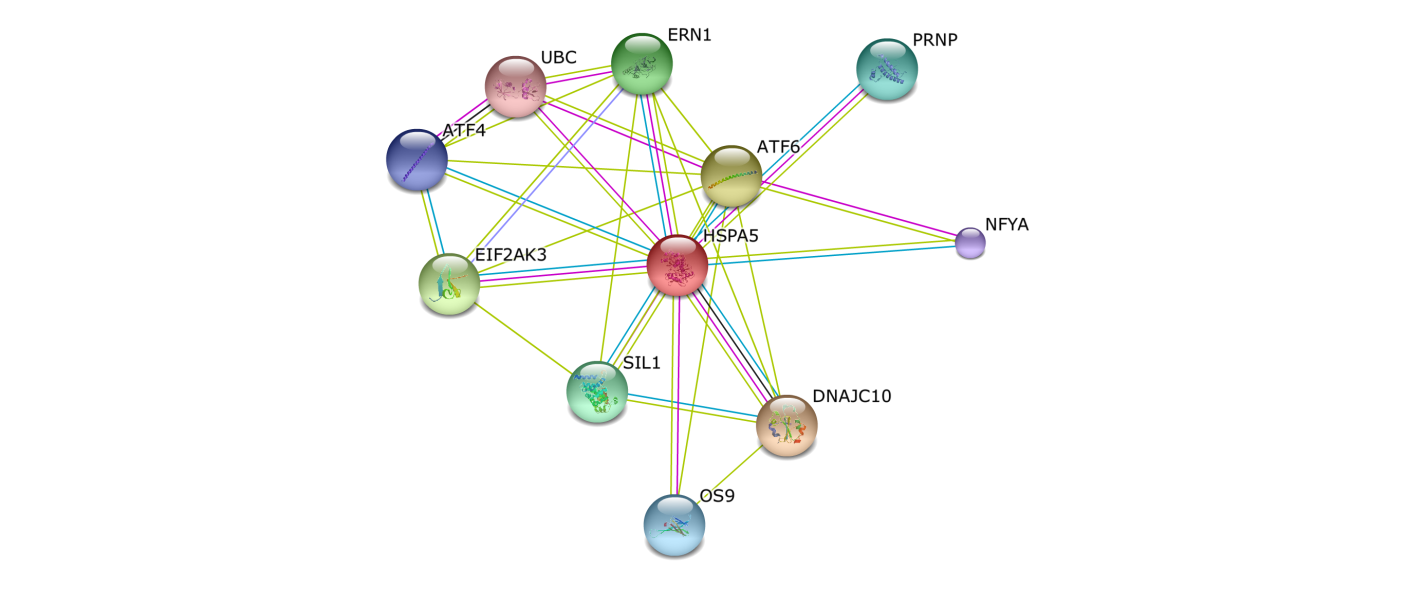 ERN1
PRNP
UBC
ATF4
ATF6
NFYA
HSPA5
EIF2AK3
SIL1
DNAJC10
OS9